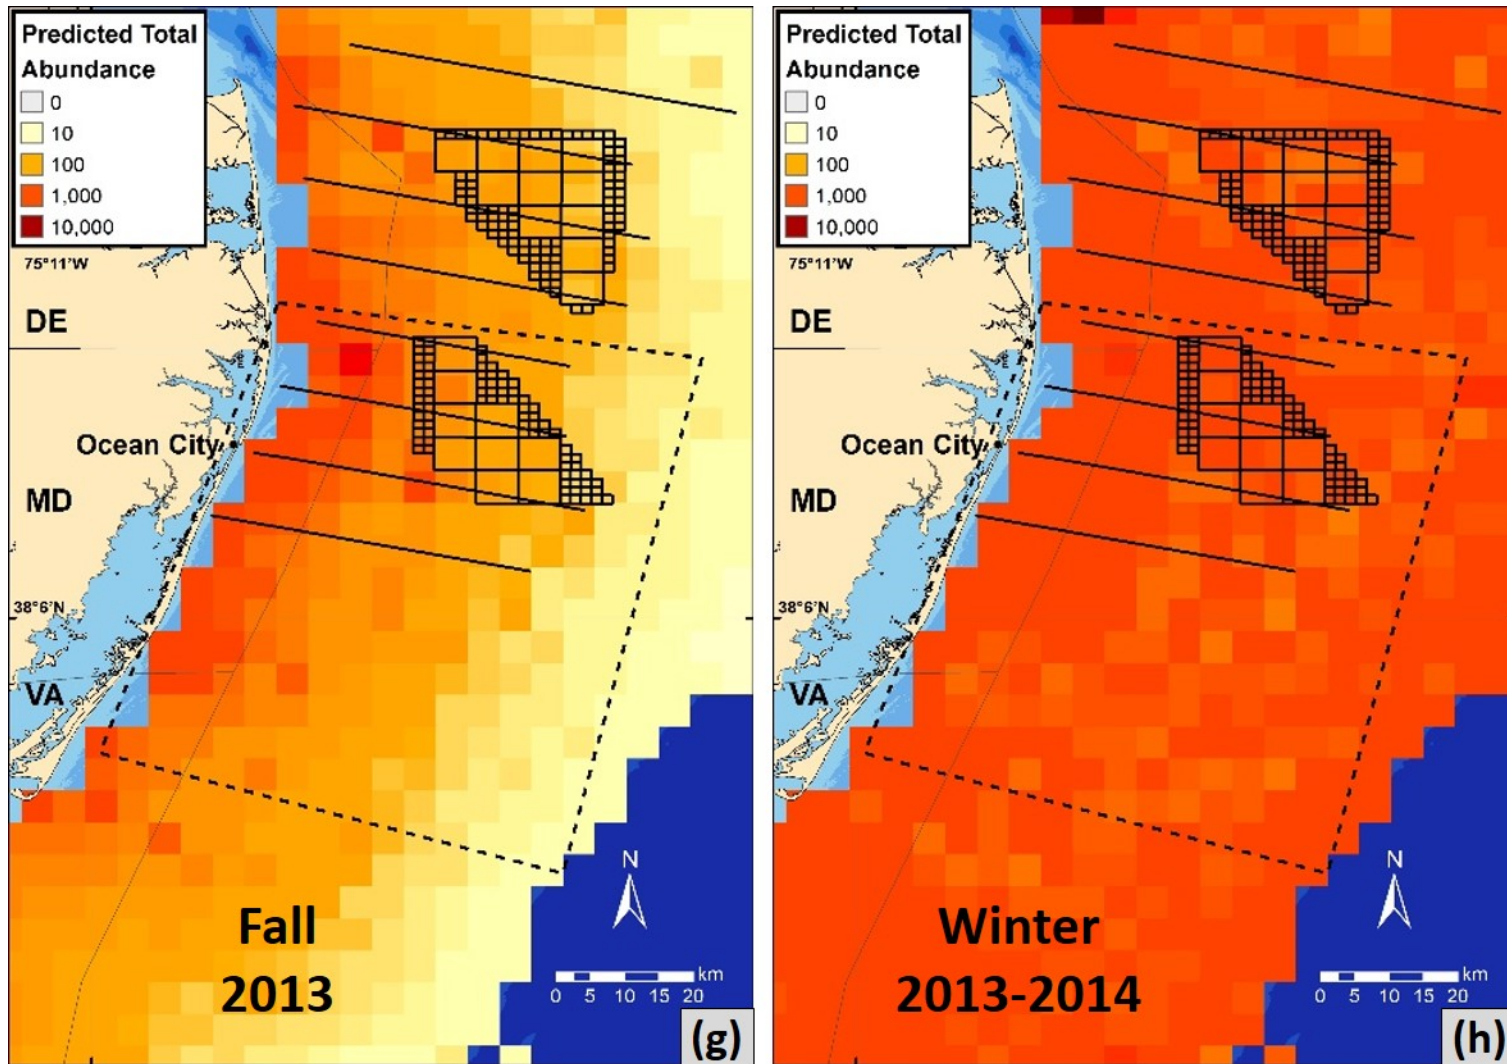 Predicted Total
Abundance
0
10
100
1,000
10,000
75°11'W
DE
Ocean City
MD
38°6'N
VA
N
Fall
2013
km
0 5 10 15 20
(g)
Predicted Total
Abundance
0
10
100
1,000
10,000
75°11'W
DE
Ocean City
MD
38°6'N
VA
N
Winter
2013-2014
km
0 5 10 15 20
(h)